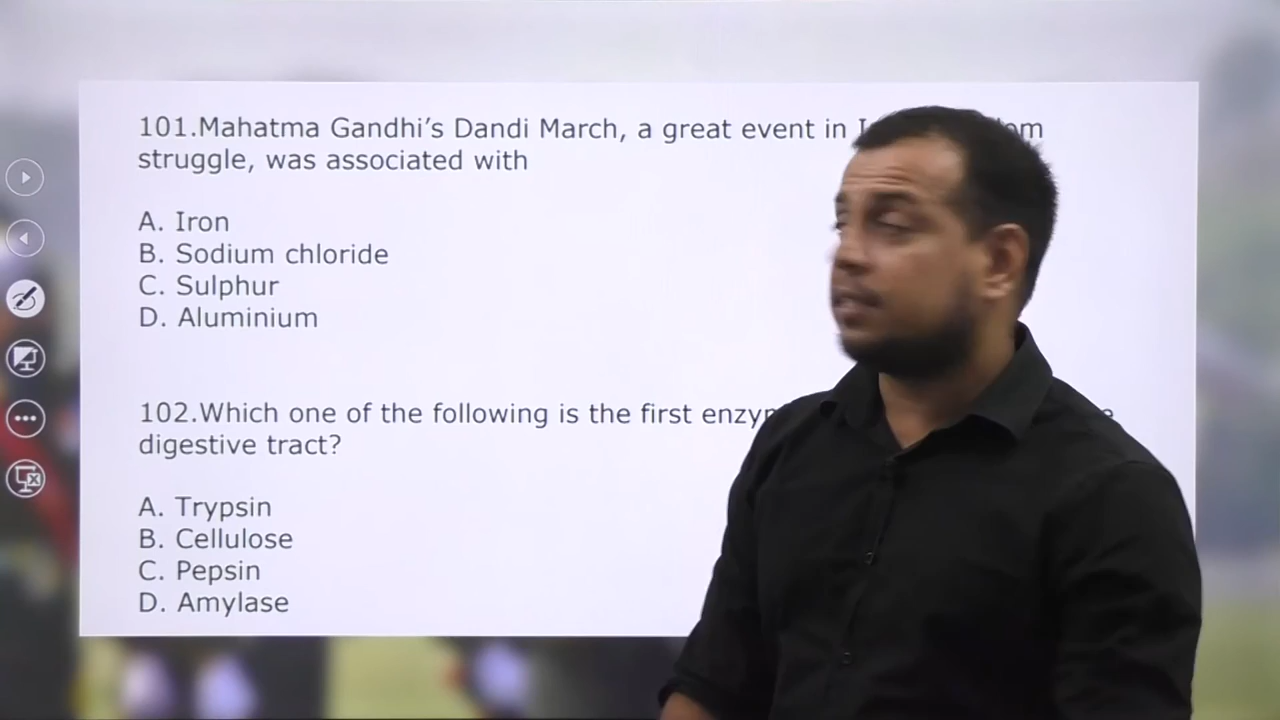 101.Mahatma Gandhi's Dandi March, a great event in
struggle, was associated with
A. Iron
B. Sodium chloride
C. Sulphur
D. Aluminium
102.Which one of the following is the first
digestive tract?
A. Trypsin
B. Cellulose
C. Pepsin
D. Amylase